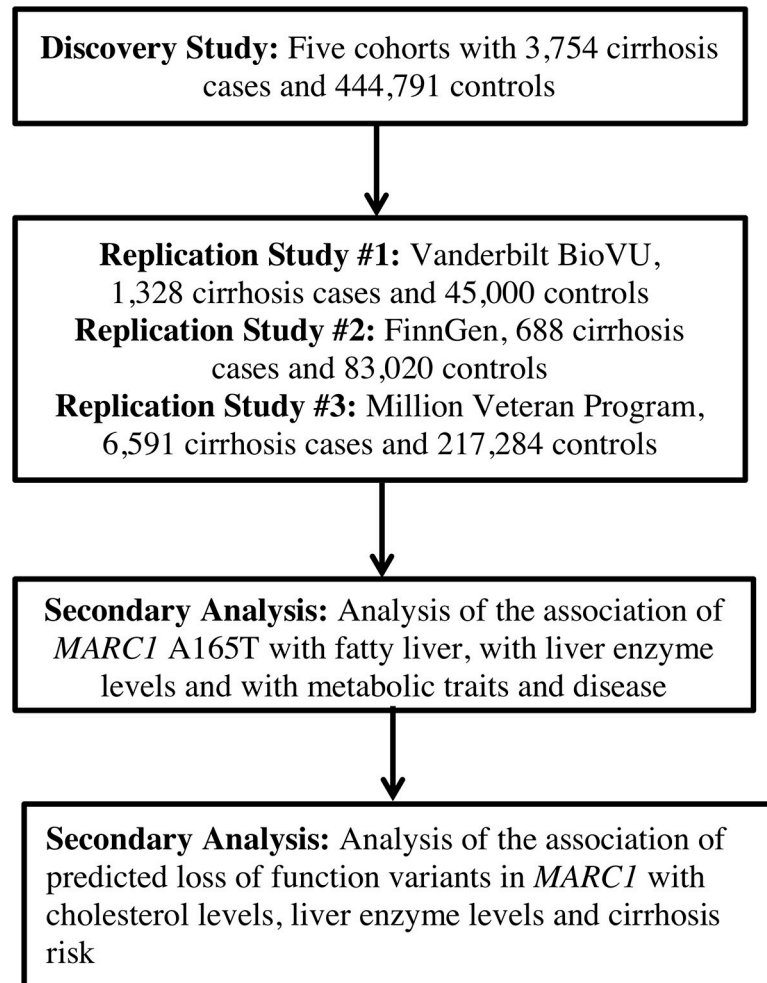 Discovery Study: Five cohorts with 3,754 cirrhosis
cases and 444,791 controls
Replication Study #1: Vanderbilt BioVU,
1,328 cirrhosis cases and 45,000 controls
Replication Study #2: FinnGen, 688 cirrhosis
cases and 83,020 controls
Replication Study #3: Million Veteran Program,
6,591 cirrhosis cases and 217,284 controls
Secondary Analysis: Analysis of the association of
MARC1 A165T with fatty liver, with liver enzyme
levels and with metabolic traits and disease
Secondary Analysis: Analysis of the association of
predicted loss of function variants in MARC1 with
cholesterol levels, liver enzyme levels and cirrhosis
risk